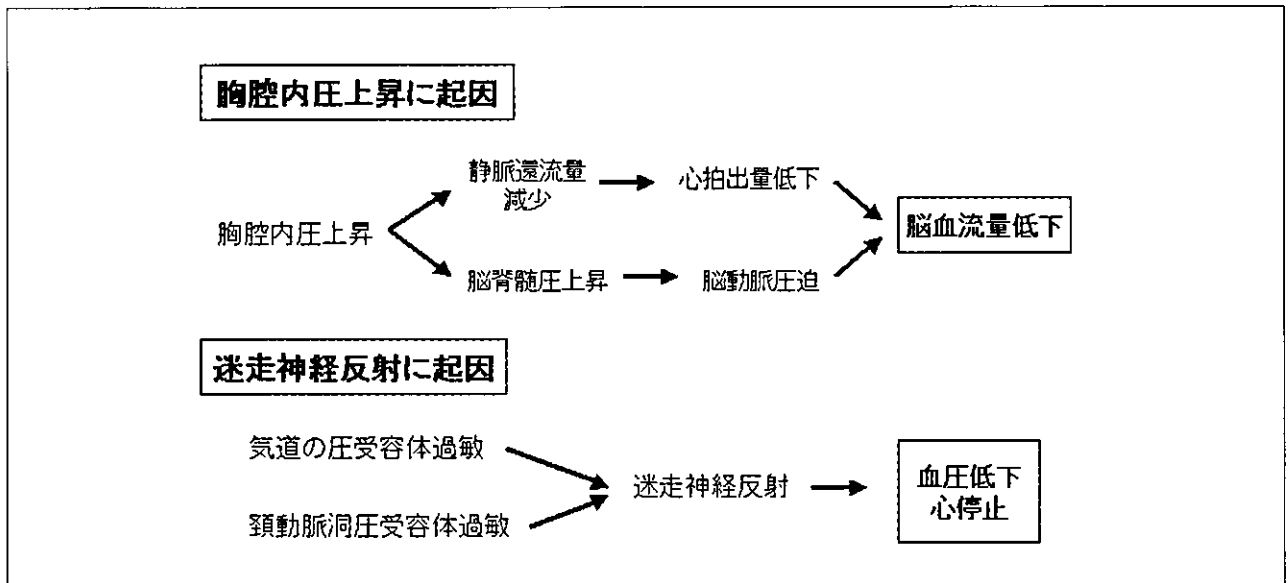 胸腔内圧上昇に起因
静脈還流量
減少
心拍出量低下
胸腔内圧上昇
脳血流量低下
脳脊髄圧上昇
脳動脈圧迫
迷走神経反射に起因
気道の圧受容体過敏
迷走神経反射
血圧低下
心停止
頸動脈洞圧受容体過敏